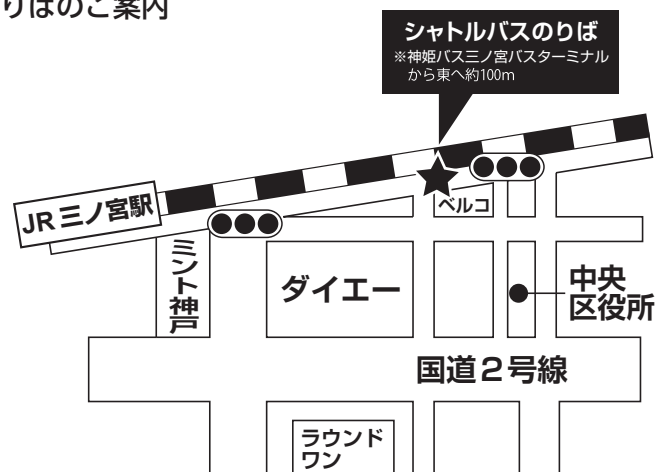 りばのご案内
シャトルバスのりば
※神姫バス三ノ宮バスターミナル
から東へ約100m
JR三ノ宮駅
ベルコ
ミント神戸
ダイエー
中央
区役所
国道2号線
ラウンド
ワン